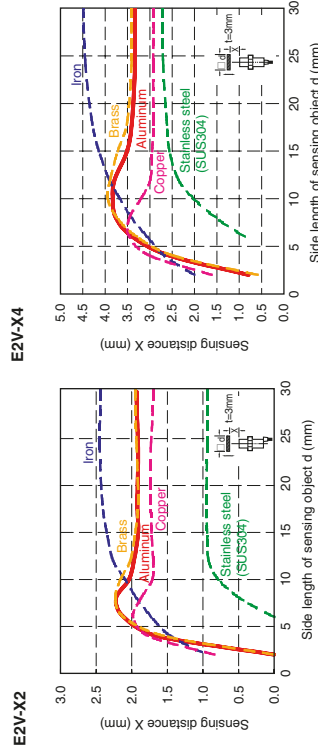 E2V-X2
Sensing distance X (mm)
3.0
2.5
2.0
1.5
1.0
0.5
0
Iron
Brass
Aluminum
Copper
Stainless steel
(SUS304)
d
t=3mm
X
0
5
10
15
20
25
30
Side length of sensing object d (mm)
E2V-X4
Sensing distance X (mm)
5.0
4.5
4.0
3.5
3.0
2.5
2.0
1.5
1.0
0.5
0.0
Iron
Brass
Aluminum
Copper
Stainless steel
(SUS304)
d
t=3mm
X
0
5
10
15
20
25
30
Side length of sensing object d (mm)